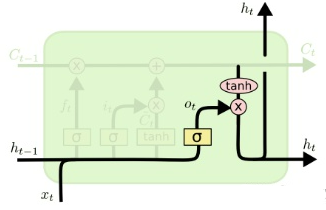 h_t
C_{t-1} x + C_t
tanh
f_t i_t x o_t x
C̃_t
σ σ tanh σ
h_{t-1} h_t
x_t